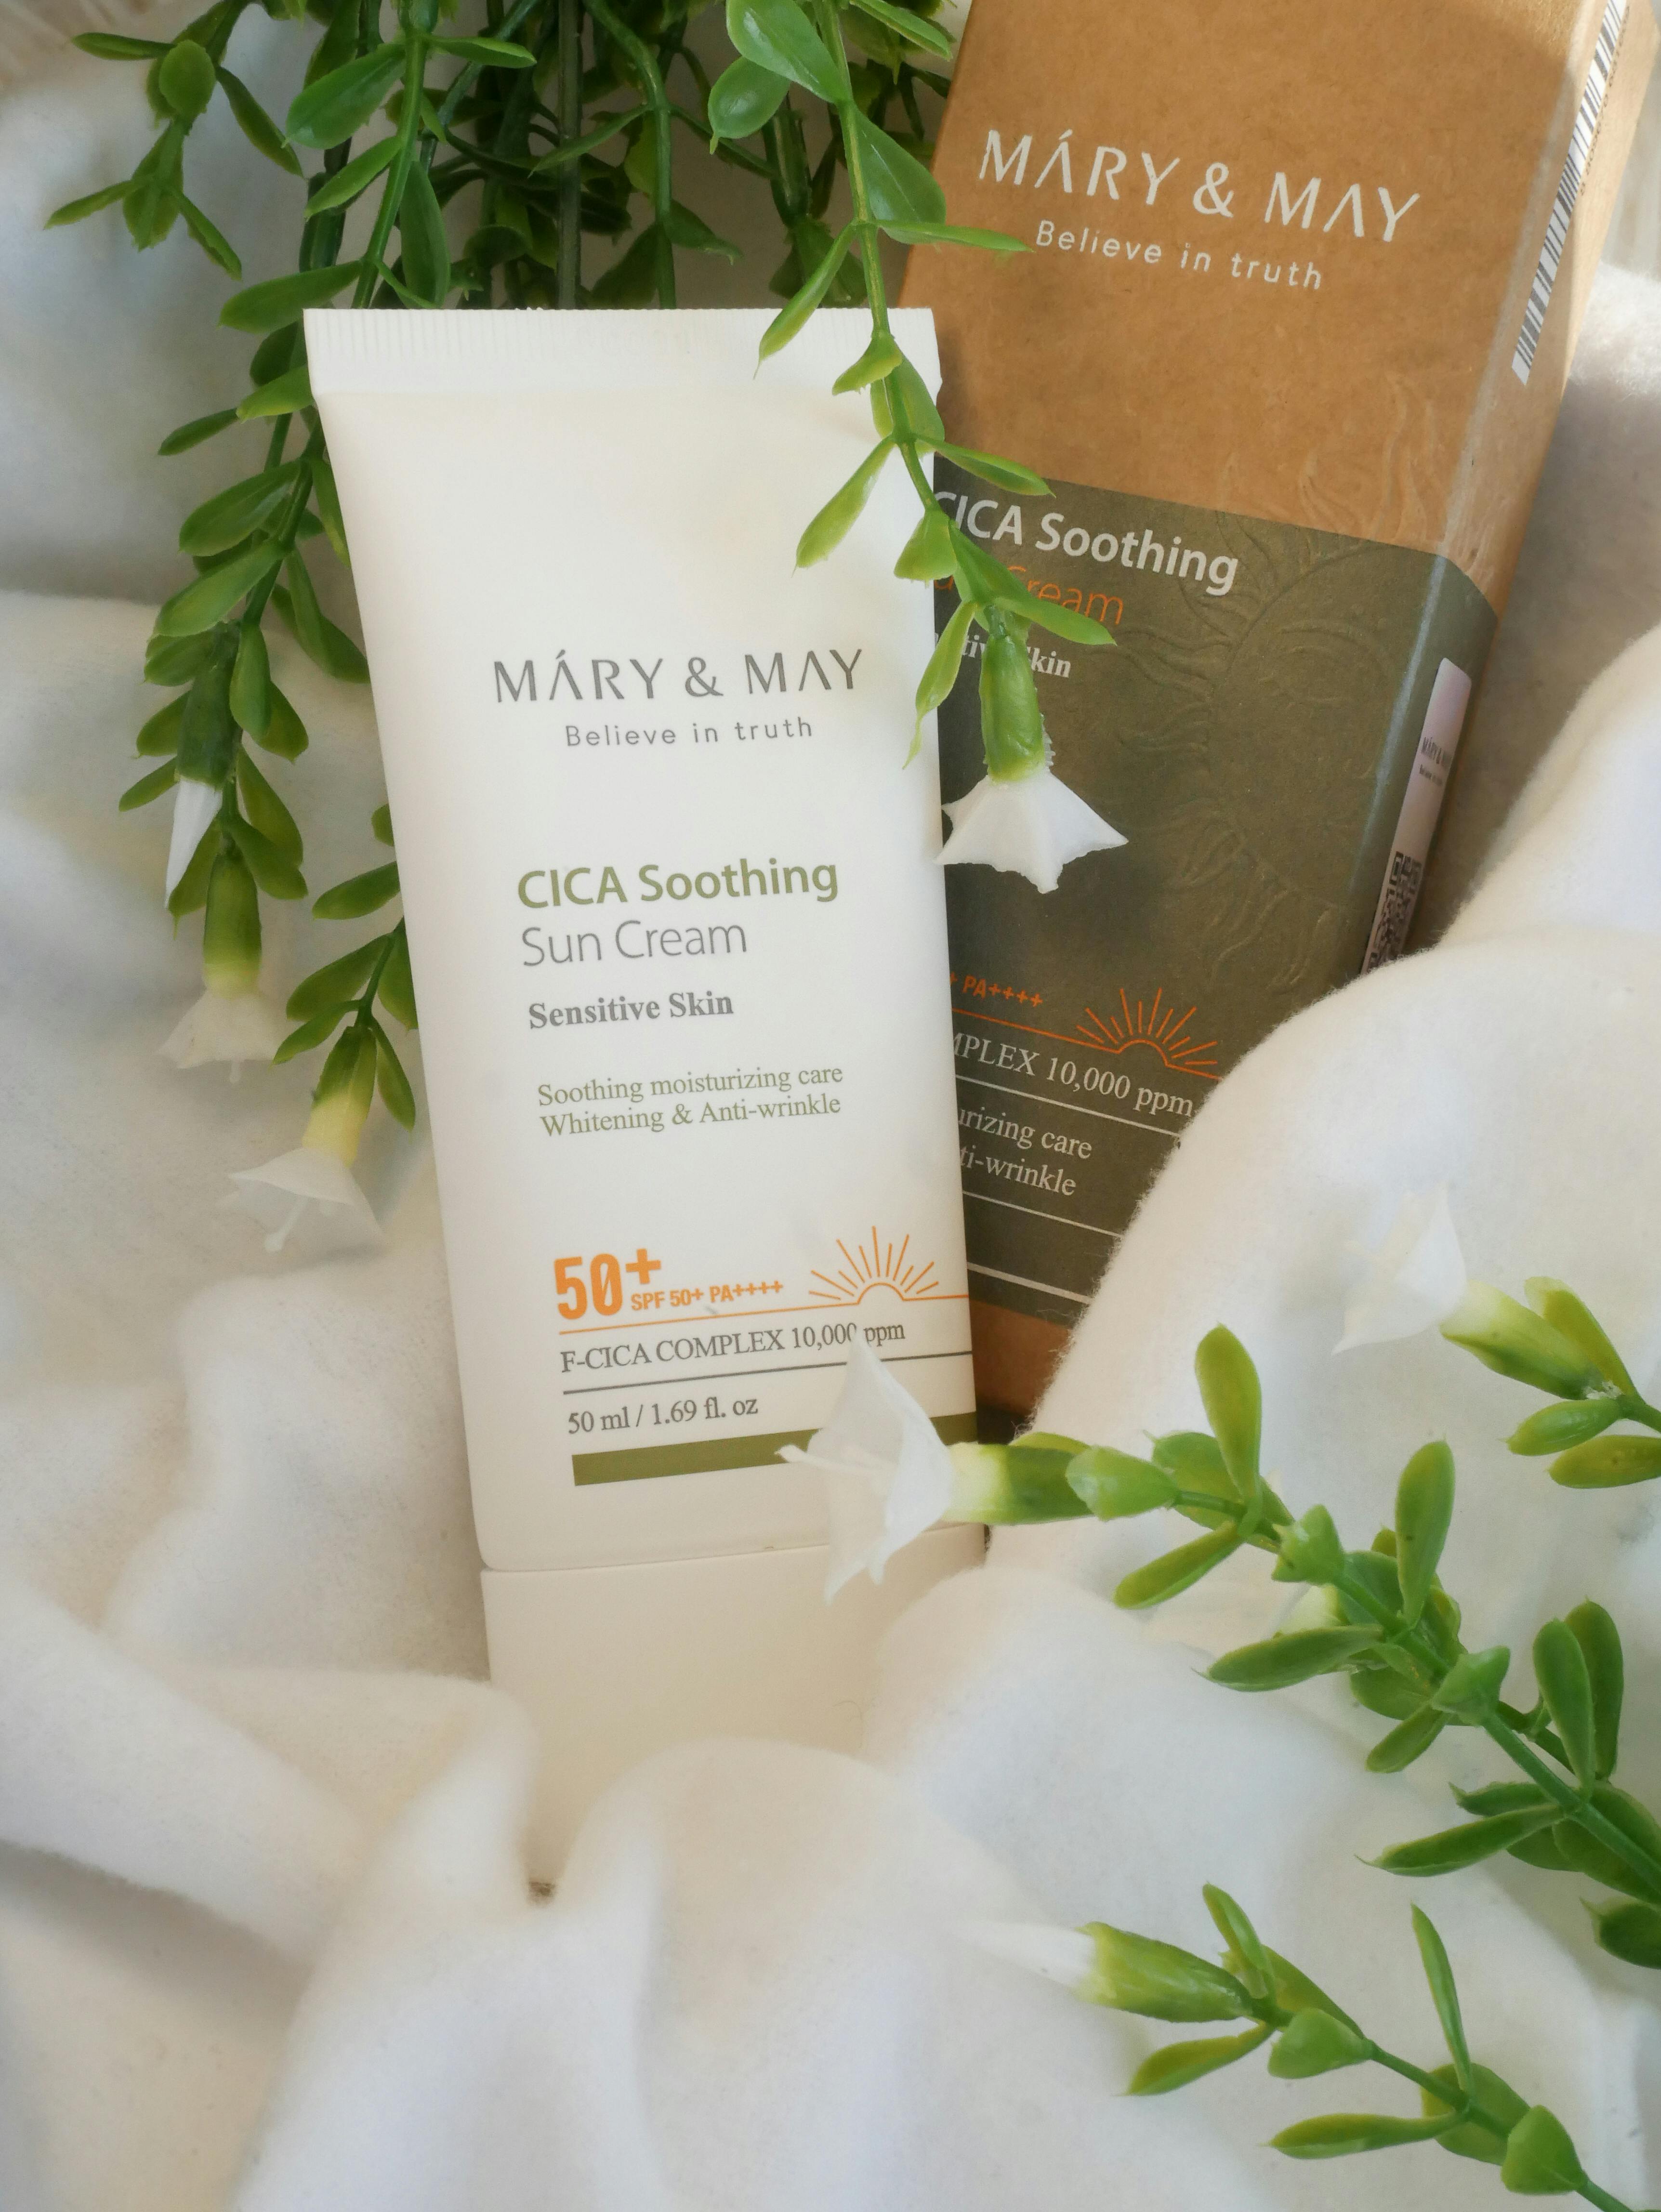 MÁRY & MAY
Believe in truth
CICA Soothing
Sun Cream
Sensitive Skin
Soothing moisturizing care
Whitening & Anti-wrinkle
50+
SPF 50+ PA++++
F-CICA COMPLEX 10,000 ppm
50 ml / 1.69 fl. oz
MÁRY & MAY
Believe in truth
CICA Soothing
Cream
Skin
PA++++
MPLEX 10,000 ppm
urizing care
ti-wrinkle